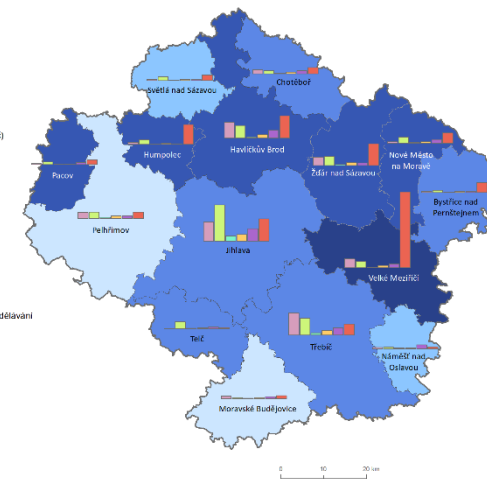 Chotěboř
Světlá nad Sázavou
Havlíčkův Brod
Humpolec
Nové Město
na Moravě
Žďár nad Sázavou
Pacov
Bystřice nad
Pernštejnem
Pelhřimov
Jihlava
Velké Meziříčí
dělávání
Telč
Třebíč
Náměšť nad
Oslavou
Moravské Budějovice
0 10 20 km